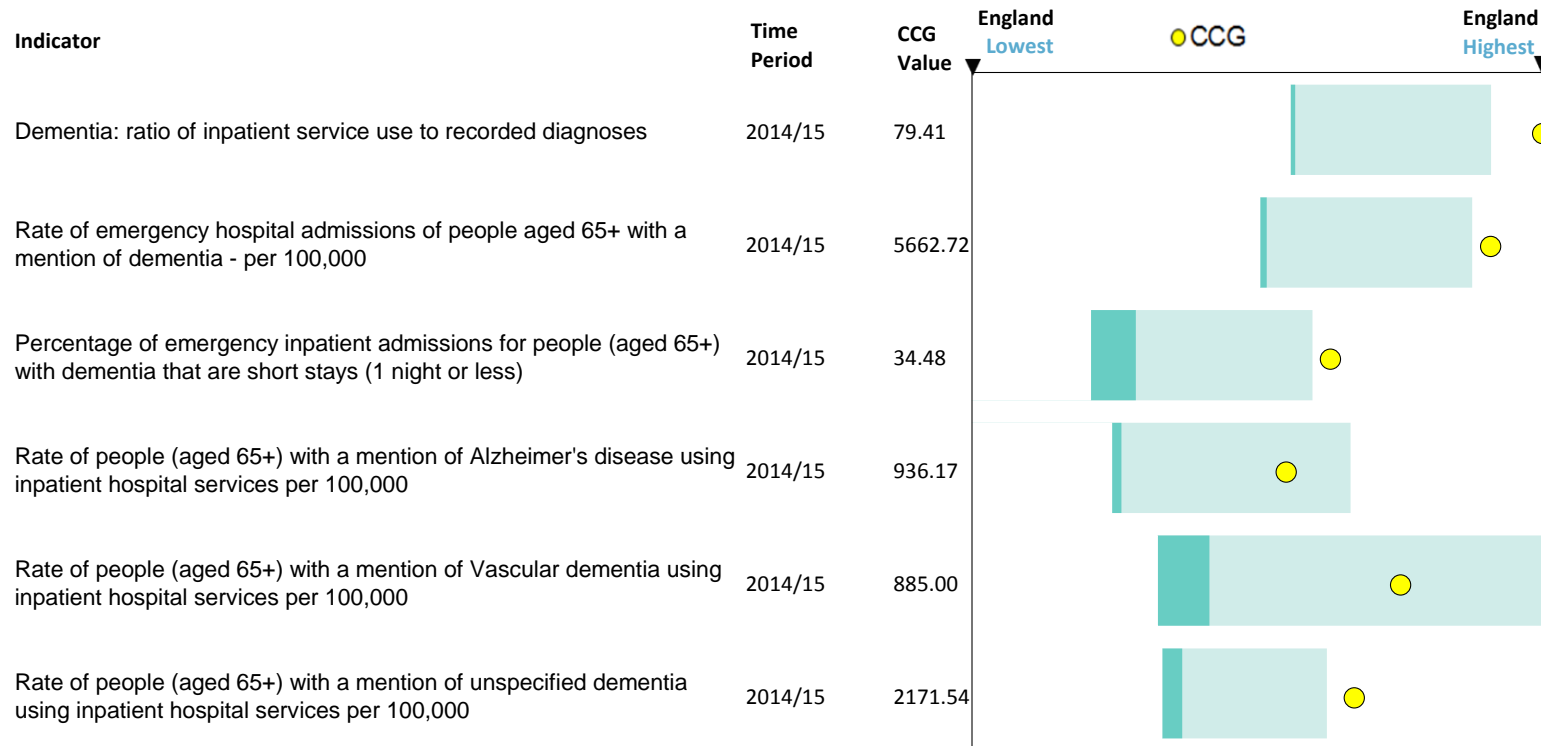 Indicator
Time
Period
CCG
Value
England
Lowest
CCG
England
Highest
Dementia: ratio of inpatient service use to recorded diagnoses 2014/15 79.41
Rate of emergency hospital admissions of people aged 65+ with a
mention of dementia - per 100,000
2014/15 5662.72
Percentage of emergency inpatient admissions for people (aged 65+)
with dementia that are short stays (1 night or less)
2014/15 34.48
Rate of people (aged 65+) with a mention of Alzheimer's disease using
inpatient hospital services per 100,000
2014/15 936.17
Rate of people (aged 65+) with a mention of Vascular dementia using
inpatient hospital services per 100,000
2014/15 885.00
Rate of people (aged 65+) with a mention of unspecified dementia
using inpatient hospital services per 100,000
2014/15 2171.54